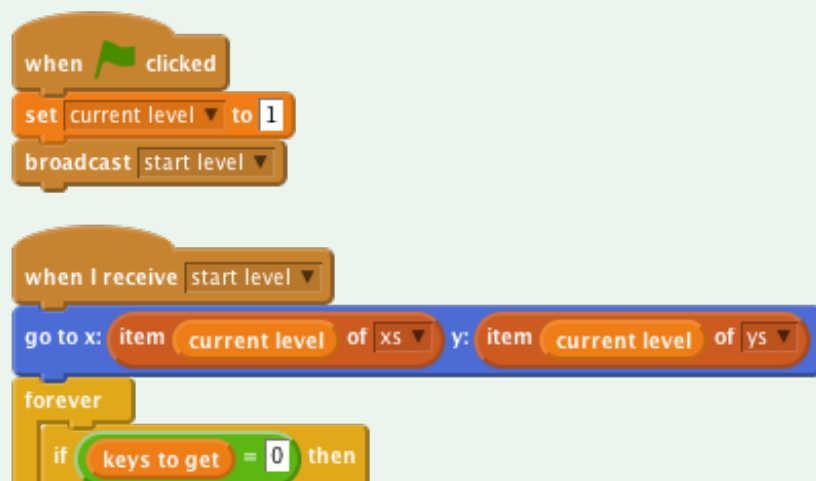 when clicked
set current level to 1
broadcast start level
when I receive start level
go to x: item current level of xs y: item current level of ys
forever
if keys to get = 0 then